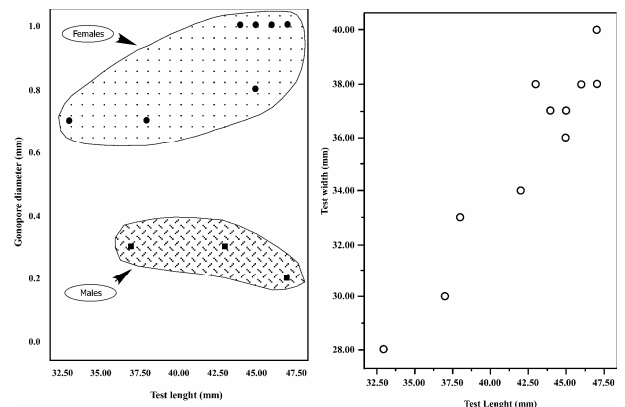 Gonopore diameter (mm)
1.0
0.8
0.6
0.4
0.2
0.0
Females
Males
32.50 35.00 37.50 40.00 42.50 45.00 47.50
Test lenght (mm)
Test width (mm)
40.00
38.00
36.00
34.00
32.00
30.00
28.00
32.50 35.00 37.50 40.00 42.50 45.00 47.50
Test Lenght (mm)